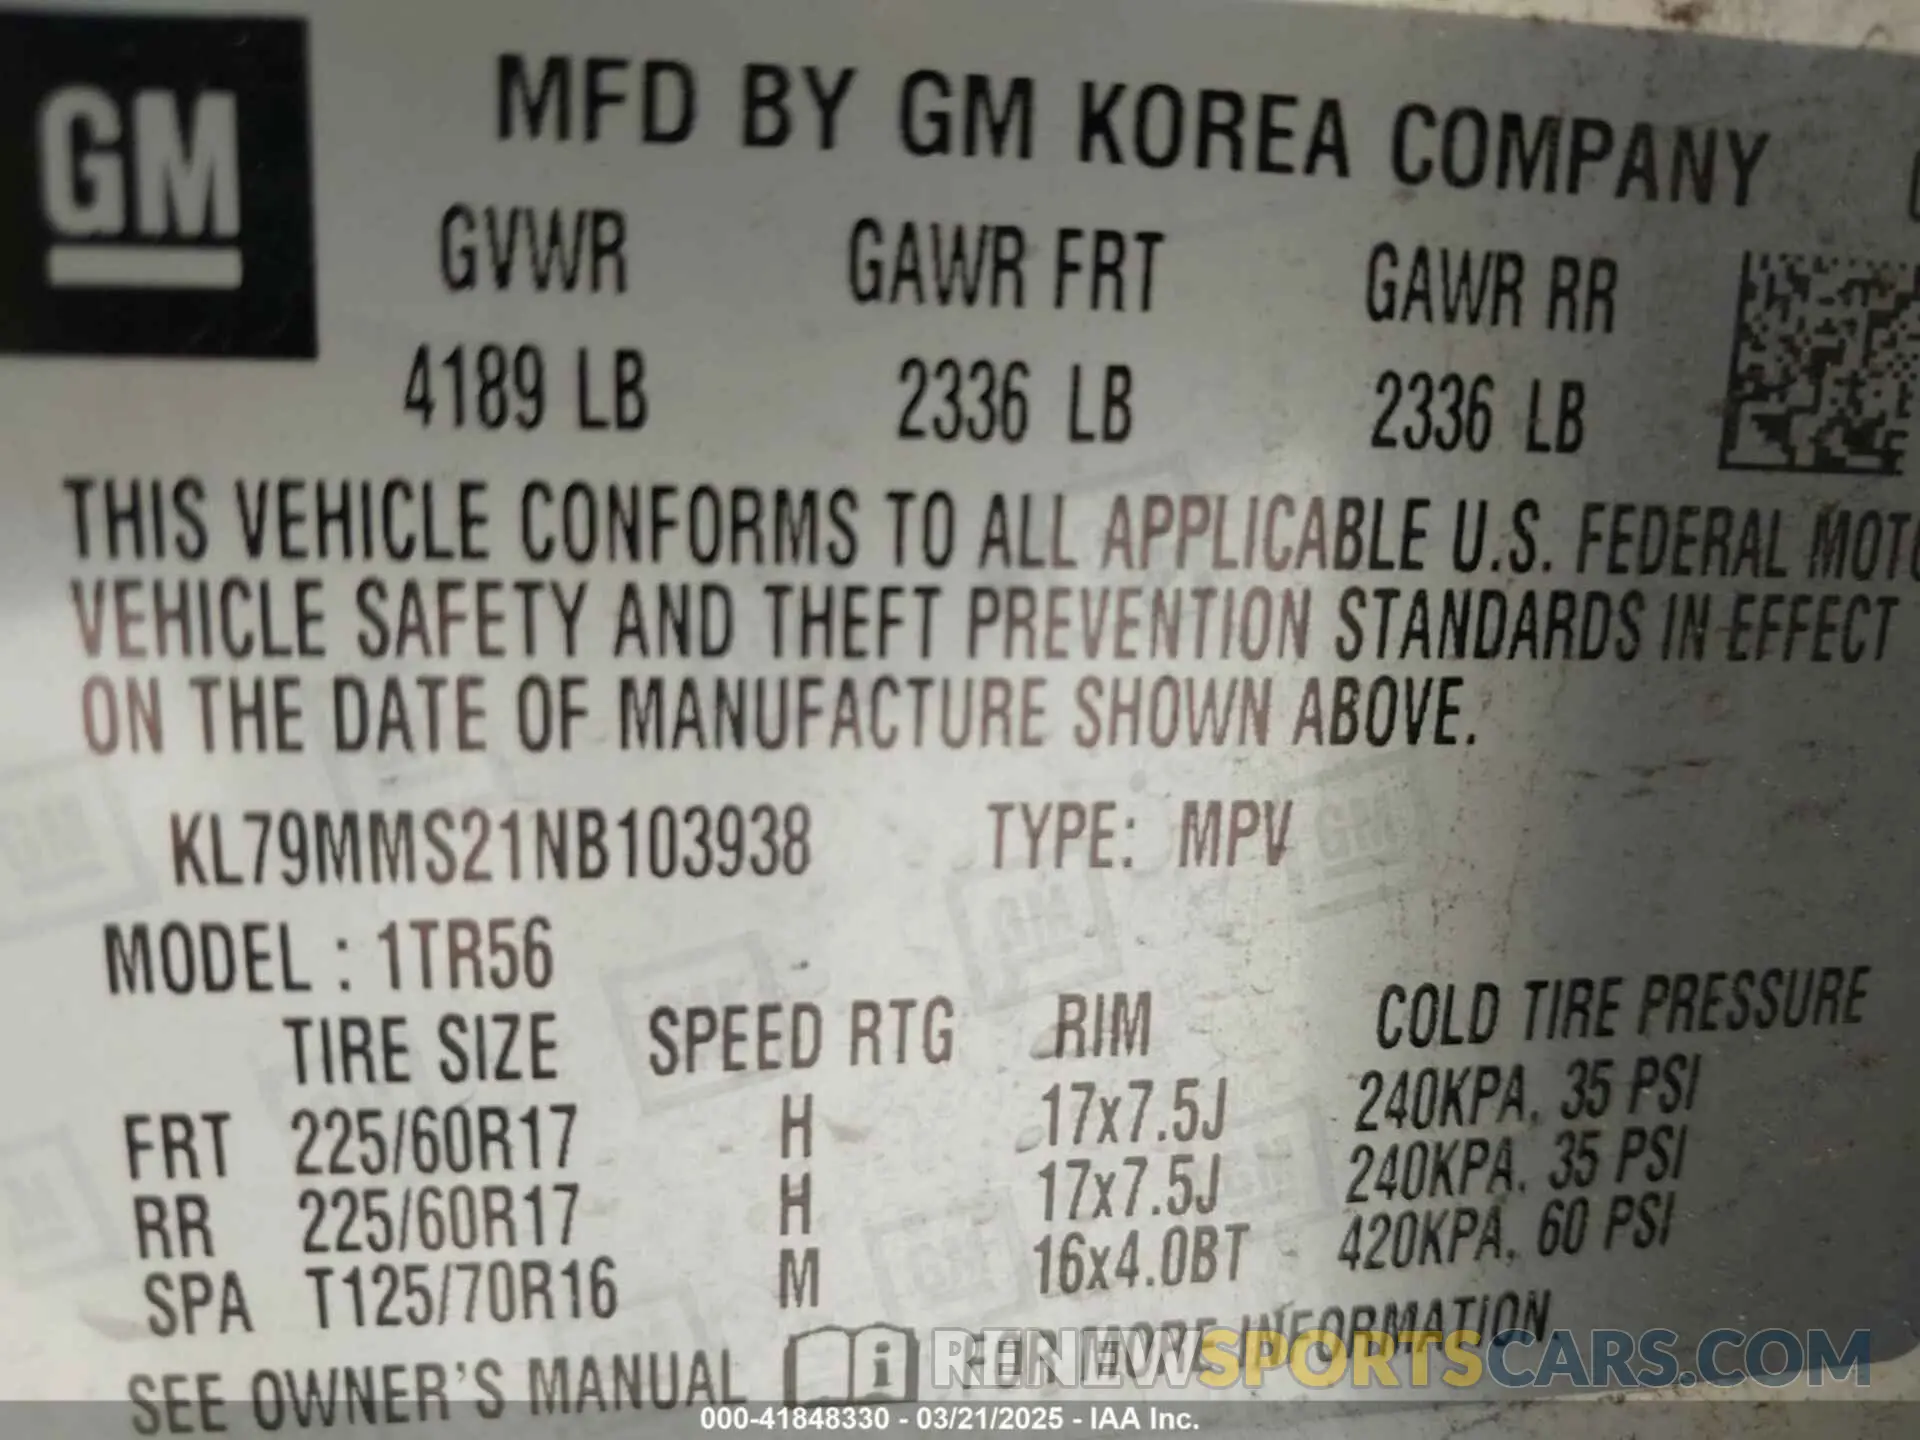 GM
MFD BY GM KOREA COMPANY
GVWR GAWR FRT GAWR RR
4189 LB 2336 LB 2336 LB
THIS VEHICLE CONFORMS TO ALL APPLICABLE U.S. FEDERAL MOTO
VEHICLE SAFETY AND THEFT PREVENTION STANDARDS IN EFFECT
ON THE DATE OF MANUFACTURE SHOWN ABOVE.
KL79MMS21NB103938 TYPE: MPV
MODEL : 1TR56
TIRE SIZE SPEED RTG RIM COLD TIRE PRESSURE
FRT 225/60R17 H 17x7.5J 240KPA, 35 PSI
RR 225/60R17 H 17x7.5J 240KPA, 35 PSI
SPA T125/70R16 M 16x4.0BT 420KPA, 60 PSI
SEE OWNER'S MANUAL i FOR MORE INFORMATION.
RENEWSPORTSCARS.COM
000-41848330 - 03/21/2025 - IAA Inc.